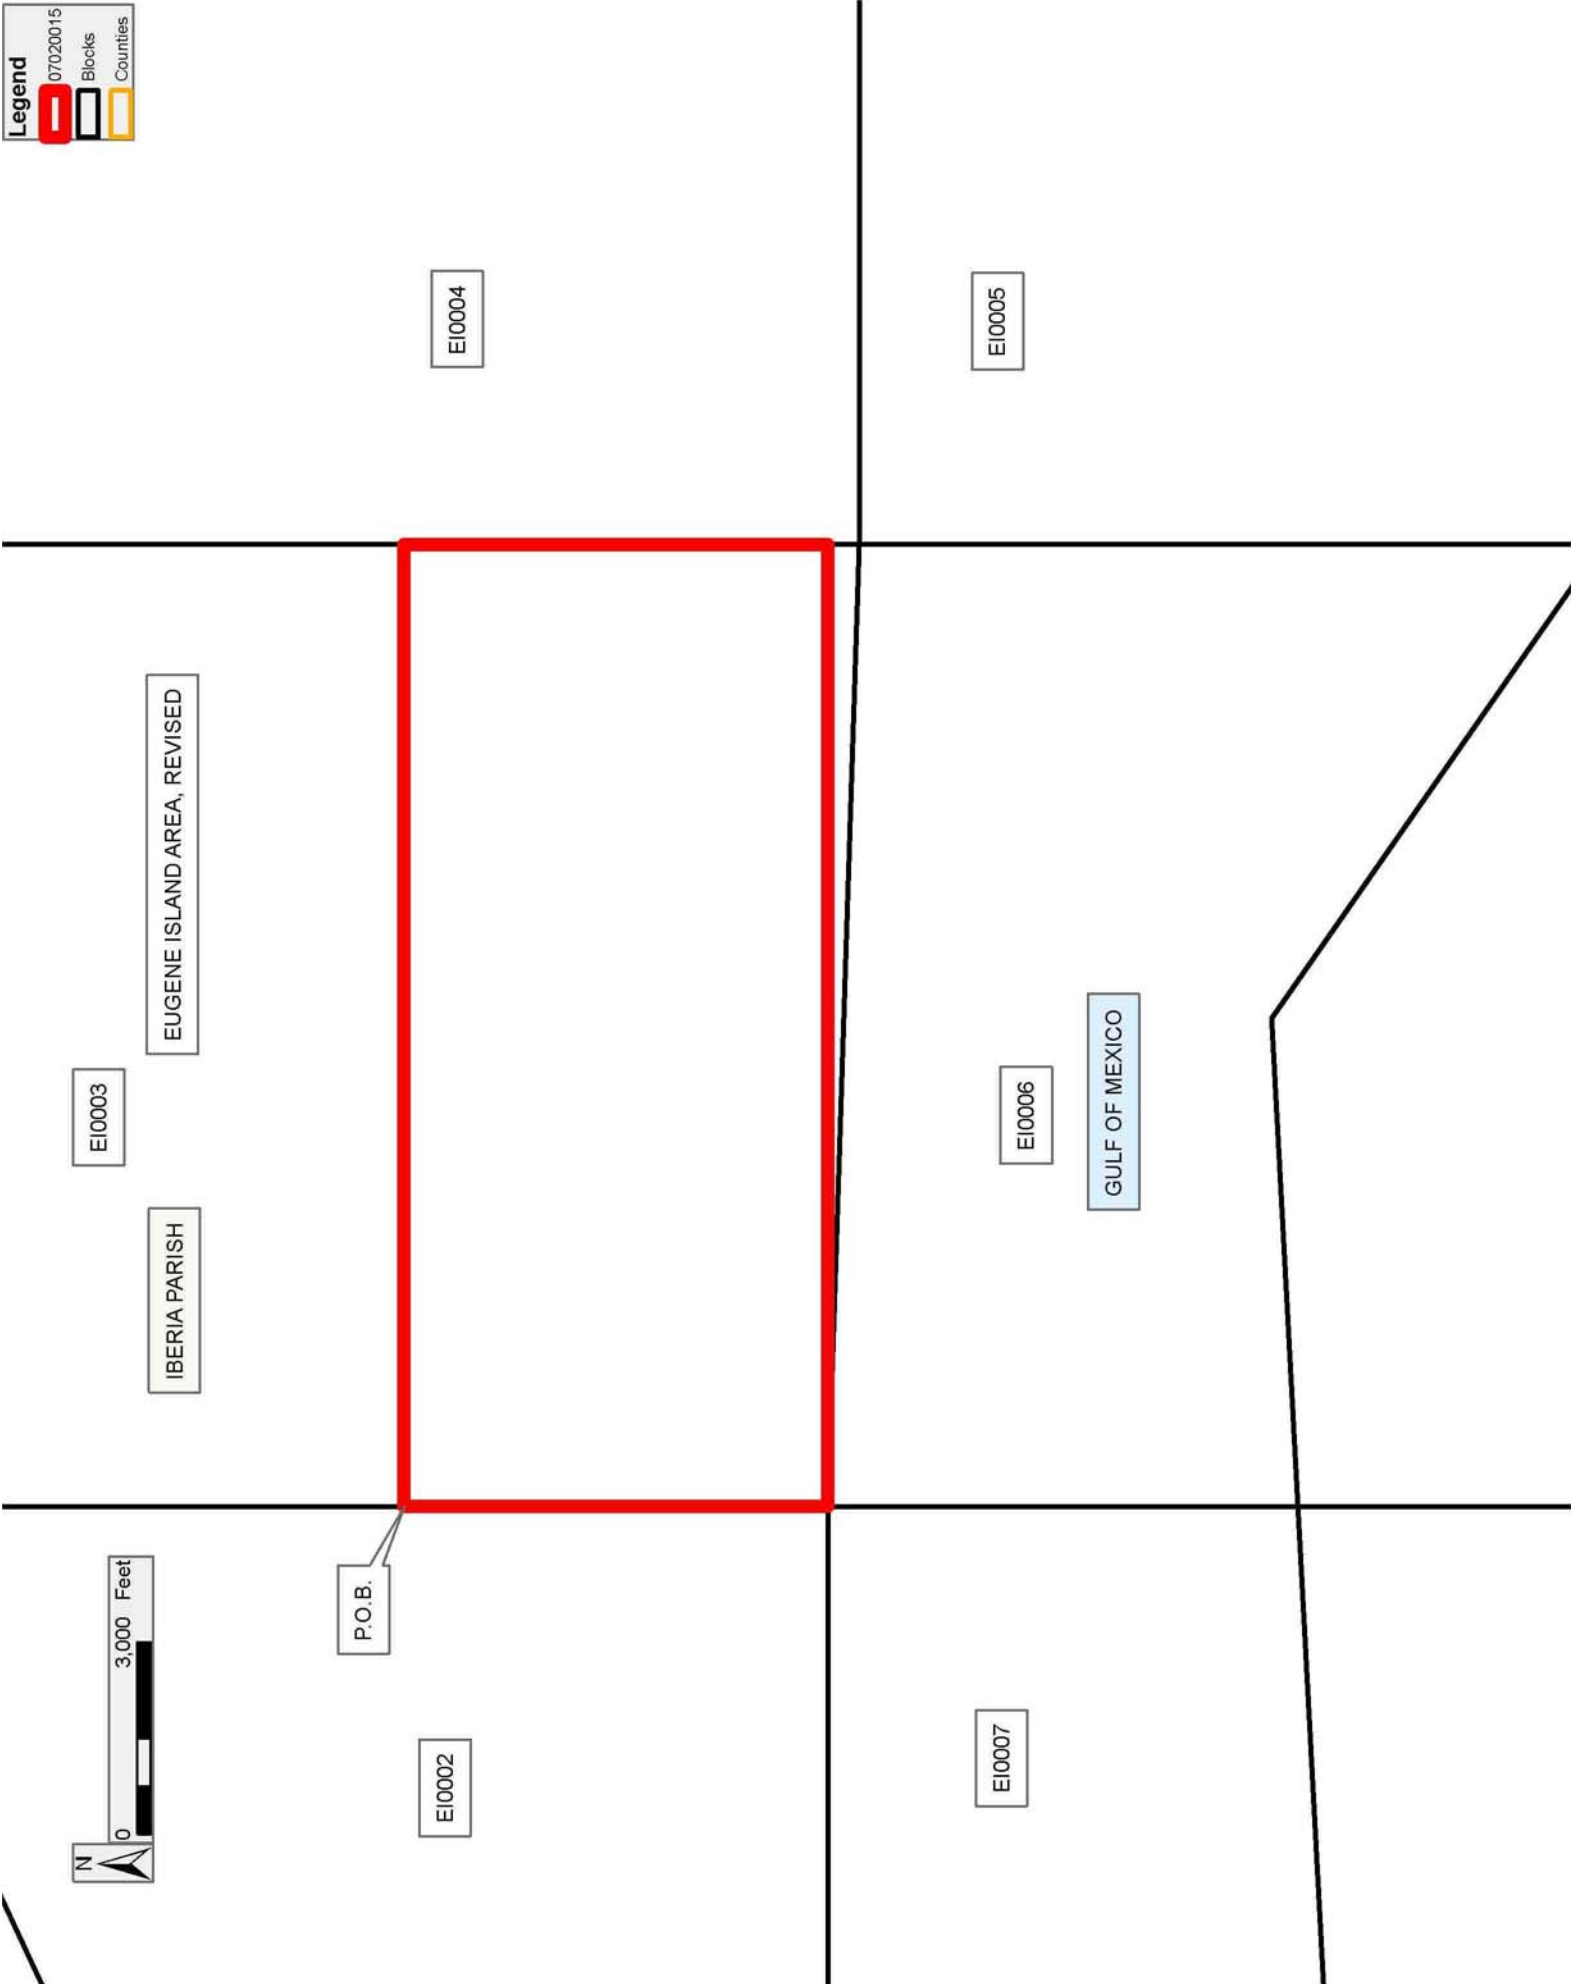 Legend
07020015
Blocks
Counties
N
0 3,000 Feet
EI0003
IBERIA PARISH
EUGENE ISLAND AREA, REVISED
P.O.B.
EI0002
EI0004
EI0007
EI0006
EI0005
GULF OF MEXICO